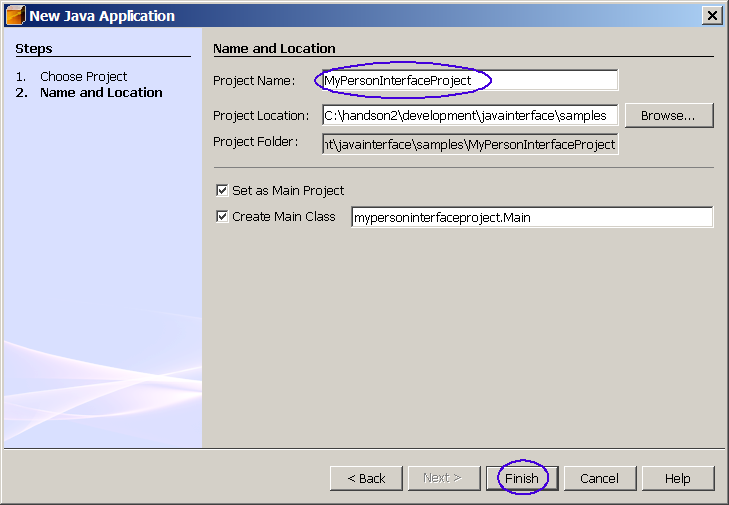 New Java Application
Steps
1. Choose Project
2. Name and Location
Name and Location
Project Name: MyPersonInterfaceProject
Project Location: C:\handson2\development\javainterface\samples Browse...
Project Folder: nt\javainterface\samples\MyPersonInterfaceProject
Set as Main Project
Create Main Class mypersoninterfaceproject.Main
< Back Next > Finish Cancel Help